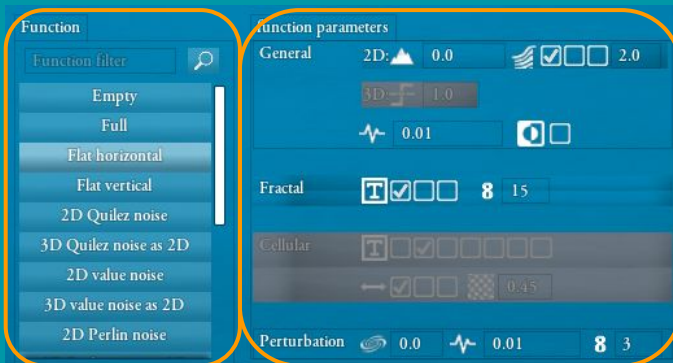 Function
Function filter
Empty
Full
Flat horizontal
Flat vertical
2D Quilez noise
3D Quilez noise as 2D
2D value noise
3D value noise as 2D
2D Perlin noise
function parameters
General 2D: 0.0 2.0
3D: 1.0
0.01
Fractal T 8 15
Cellular T
0.45
Perturbation 0.0 0.01 8 3